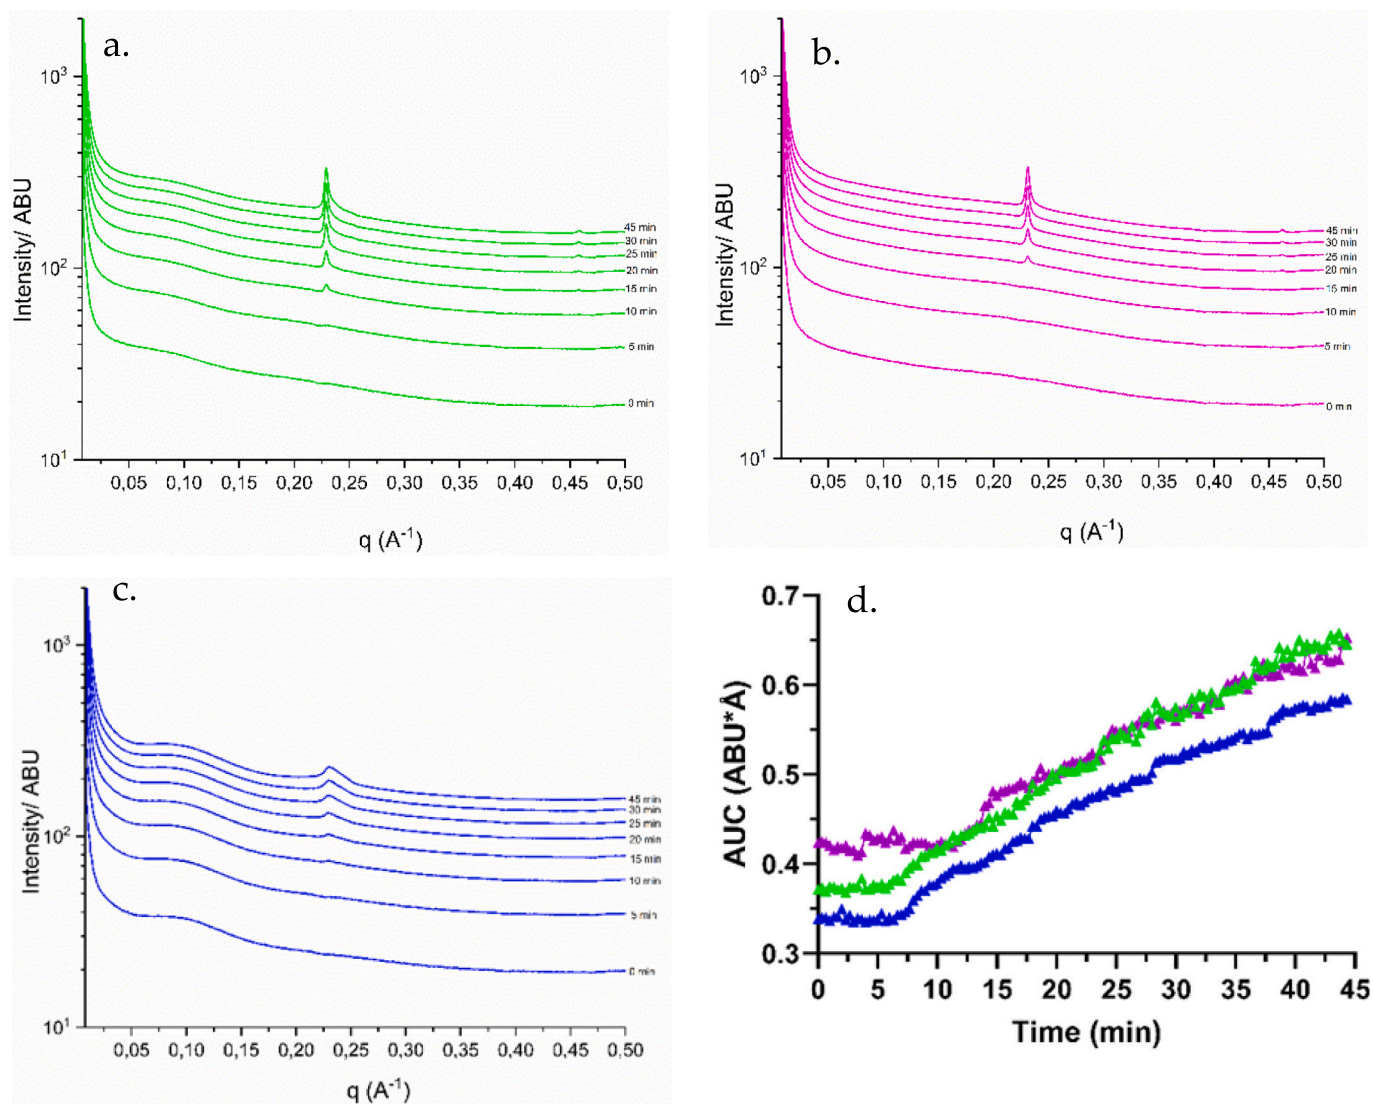 a.
10³
10²
10¹
Intensity/ ABU
45 min
30 min
25 min
20 min
15 min
10 min
5 min
0 min
0,05 0,10 0,15 0,20 0,25 0,30 0,35 0,40 0,45 0,50
q (A⁻¹)
b.
10³
10²
10¹
Intensity/ ABU
45 min
30 min
25 min
20 min
15 min
10 min
5 min
0 min
0,05 0,10 0,15 0,20 0,25 0,30 0,35 0,40 0,45 0,50
q (A⁻¹)
c.
10³
10²
10¹
Intensity/ ABU
45 min
30 min
25 min
20 min
15 min
10 min
5 min
0 min
0,05 0,10 0,15 0,20 0,25 0,30 0,35 0,40 0,45 0,50
q (A⁻¹)
d.
0.7
0.6
0.5
0.4
0.3
AUC (ABU*Å)
0 5 10 15 20 25 30 35 40 45
Time (min)